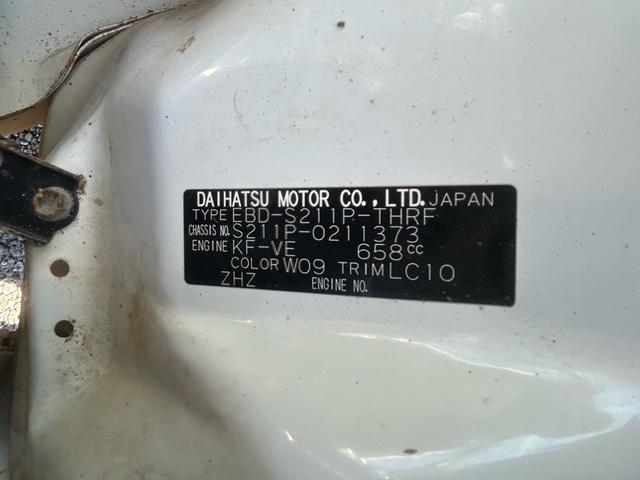 DAIHATSU MOTOR CO.,LTD. JAPAN
TYPE EBD-S211P-THRF
CHASSIS NO. S211P-0211373
ENGINE KF-VE 658cc
COLOR W09 TRIM LC10
ZHZ ENGINE NO.